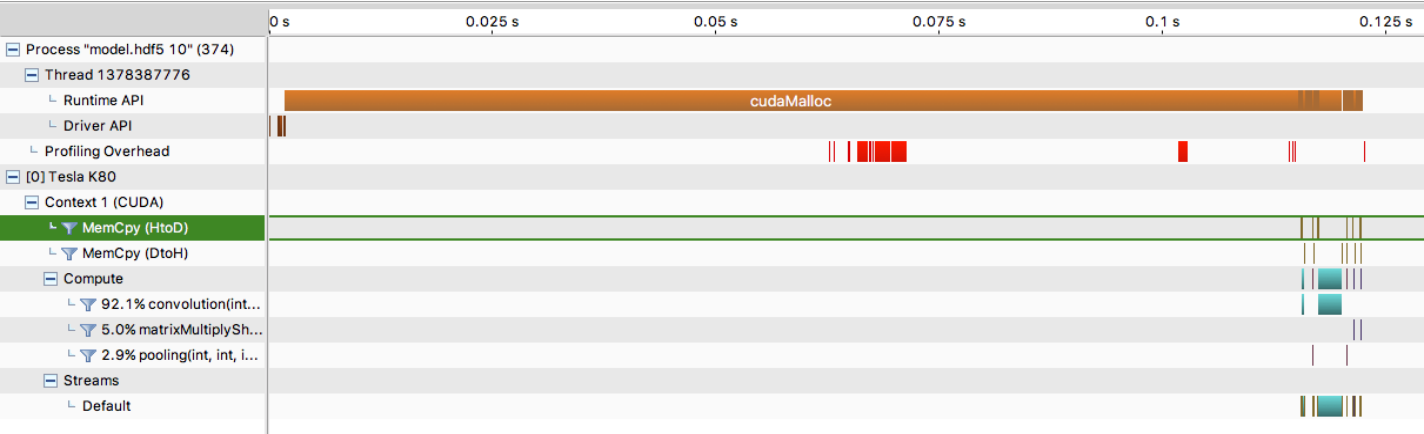 0 s 0.025 s 0.05 s 0.075 s 0.1 s 0.125 s
Process "model.hdf5 10" (374)
Thread 1378387776
Runtime API cudaMalloc
Driver API
Profiling Overhead
[0] Tesla K80
Context 1 (CUDA)
MemCpy (HtoD)
MemCpy (DtoH)
Compute
92.1% convolution(int...
5.0% matrixMultiplySh...
2.9% pooling(int, int, i...
Streams
Default